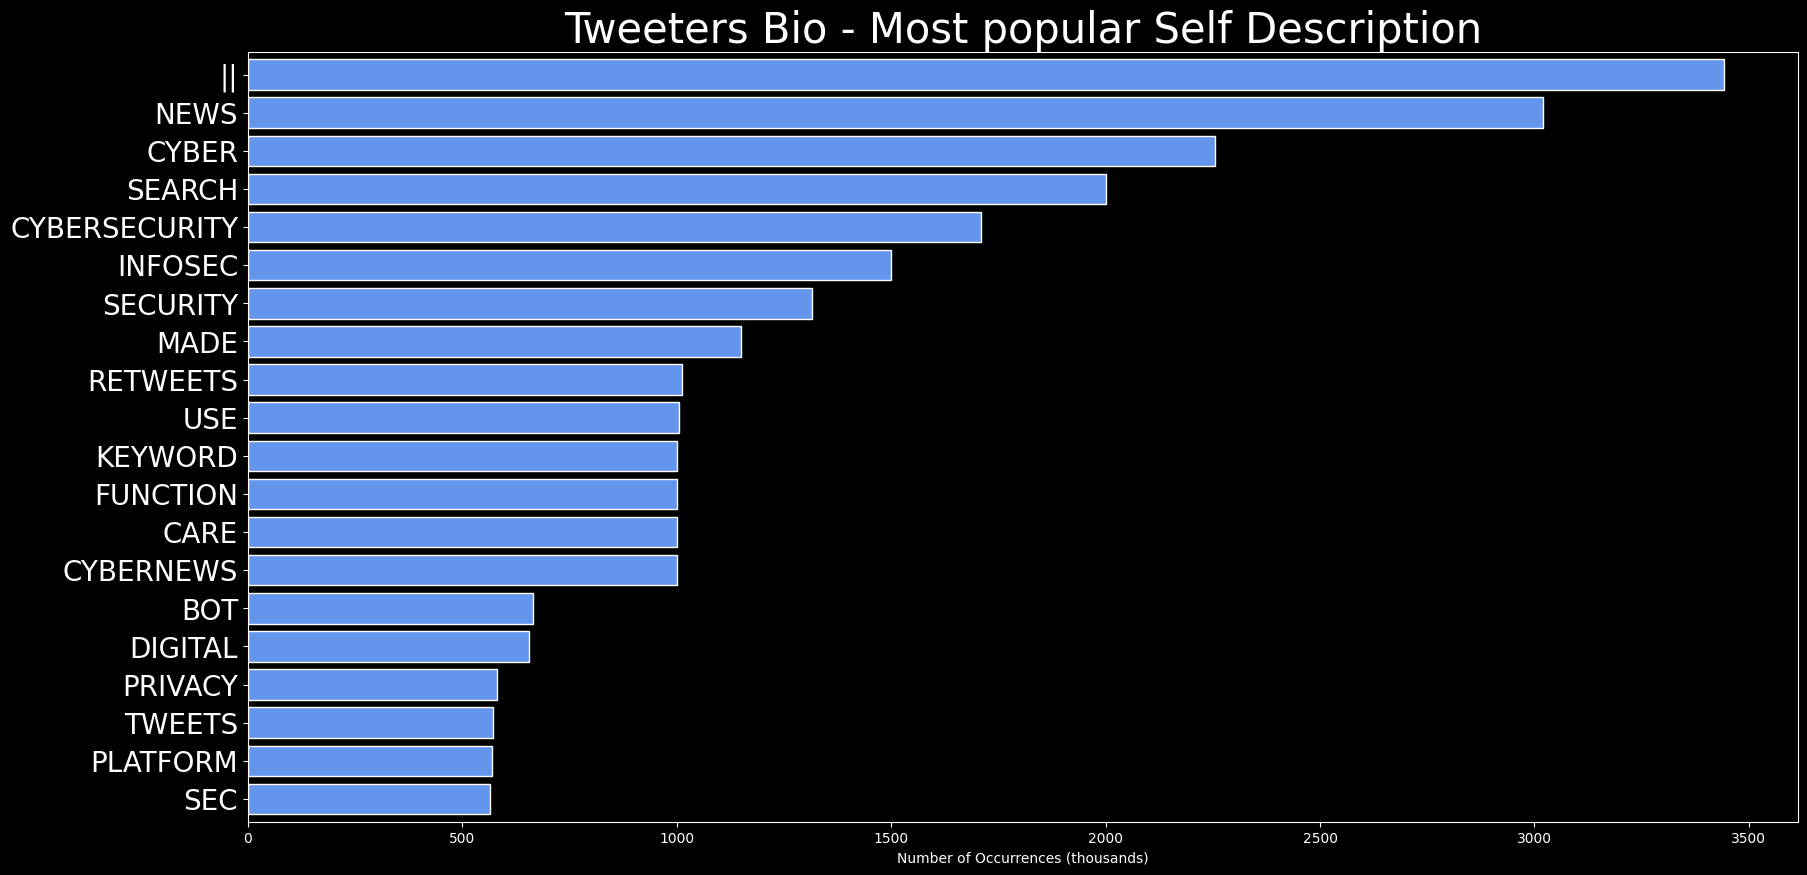 Tweeters Bio - Most popular Self Description
||
NEWS
CYBER
SEARCH
CYBERSECURITY
INFOSEC
SECURITY
MADE
RETWEETS
USE
KEYWORD
FUNCTION
CARE
CYBERNEWS
BOT
DIGITAL
PRIVACY
TWEETS
PLATFORM
SEC
0 500 1000 1500 2000 2500 3000 3500
Number of Occurrences (thousands)